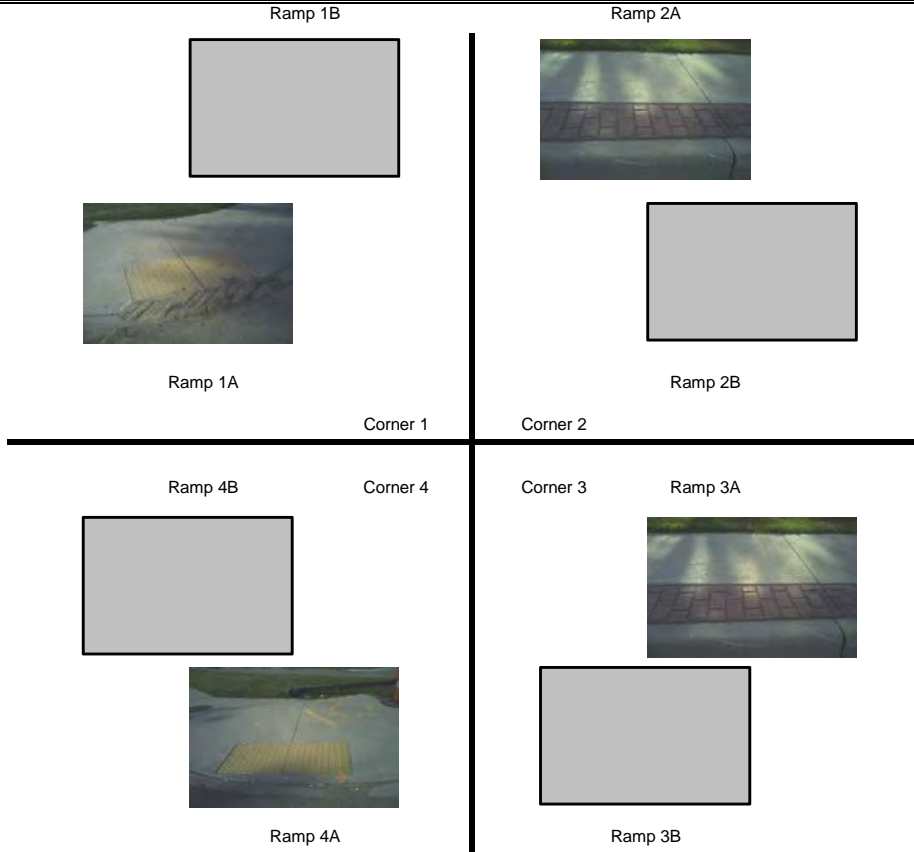 Ramp 1B
Ramp 2A
Ramp 1A
Ramp 2B
Corner 1
Corner 2
Ramp 4B
Corner 4
Corner 3
Ramp 3A
Ramp 4A
Ramp 3B